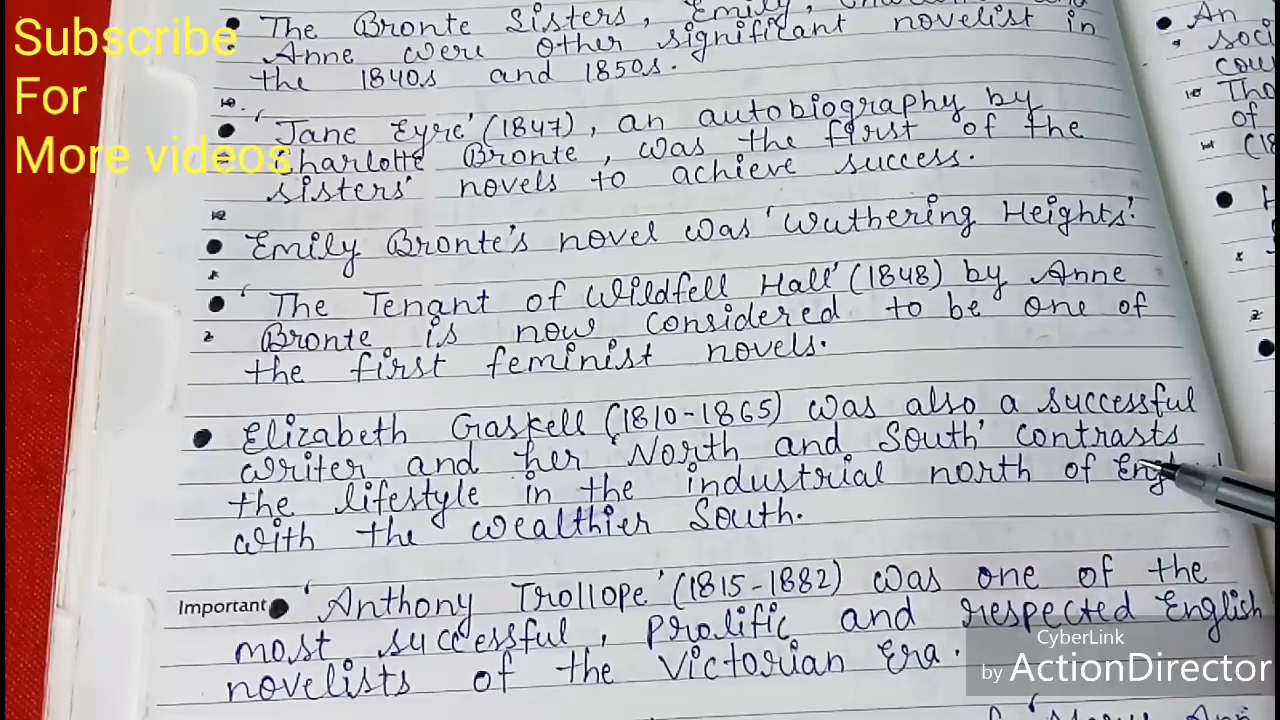 Subscribe
For
More videos
• The Bronte Sisters, Emily,
Anne were other significant novelist in
the 1840s and 1850s.
• 'Jane Eyre' (1847), an autobiography by
Charlotte Bronte, was the first of the
sisters' novels to achieve success.
• Emily Bronte's novel was 'Wuthering Heights'.
• 'The Tenant of Wildfell Hall' (1848) by Anne
Bronte is now considered to be one of
the first feminist novels.
• Elizabeth Gaskell (1810-1865) was also a successful
writer and her 'North and South' contrasts
the lifestyle in the industrial north of
with the wealthier South.
Important • 'Anthony Trollope' (1815-1882) was one of the
most successful, prolific and respected English
novelists of the Victorian Era.
• An
CyberLink
by ActionDirector